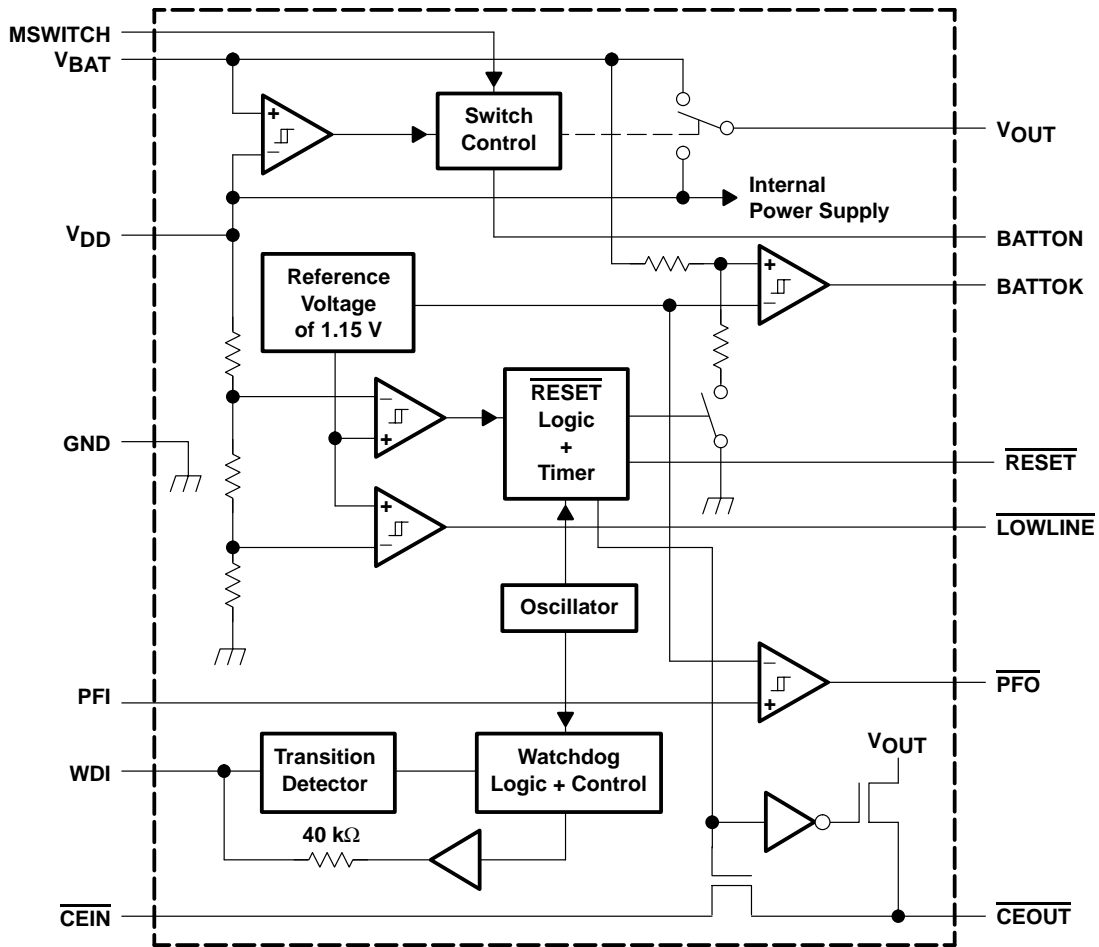 MSWITCH
VBAT
+
–
Switch
Control
VOUT
Internal
Power Supply
VDD
BATTON
Reference
Voltage
of 1.15 V
+
–
BATTOK
–
+
RESET
Logic
+
Timer
GND
RESET
+
–
LOWLINE
Oscillator
–
+
PFO
PFI
VOUT
WDI
Transition
Detector
Watchdog
Logic + Control
40 kΩ
CEIN
CEOUT